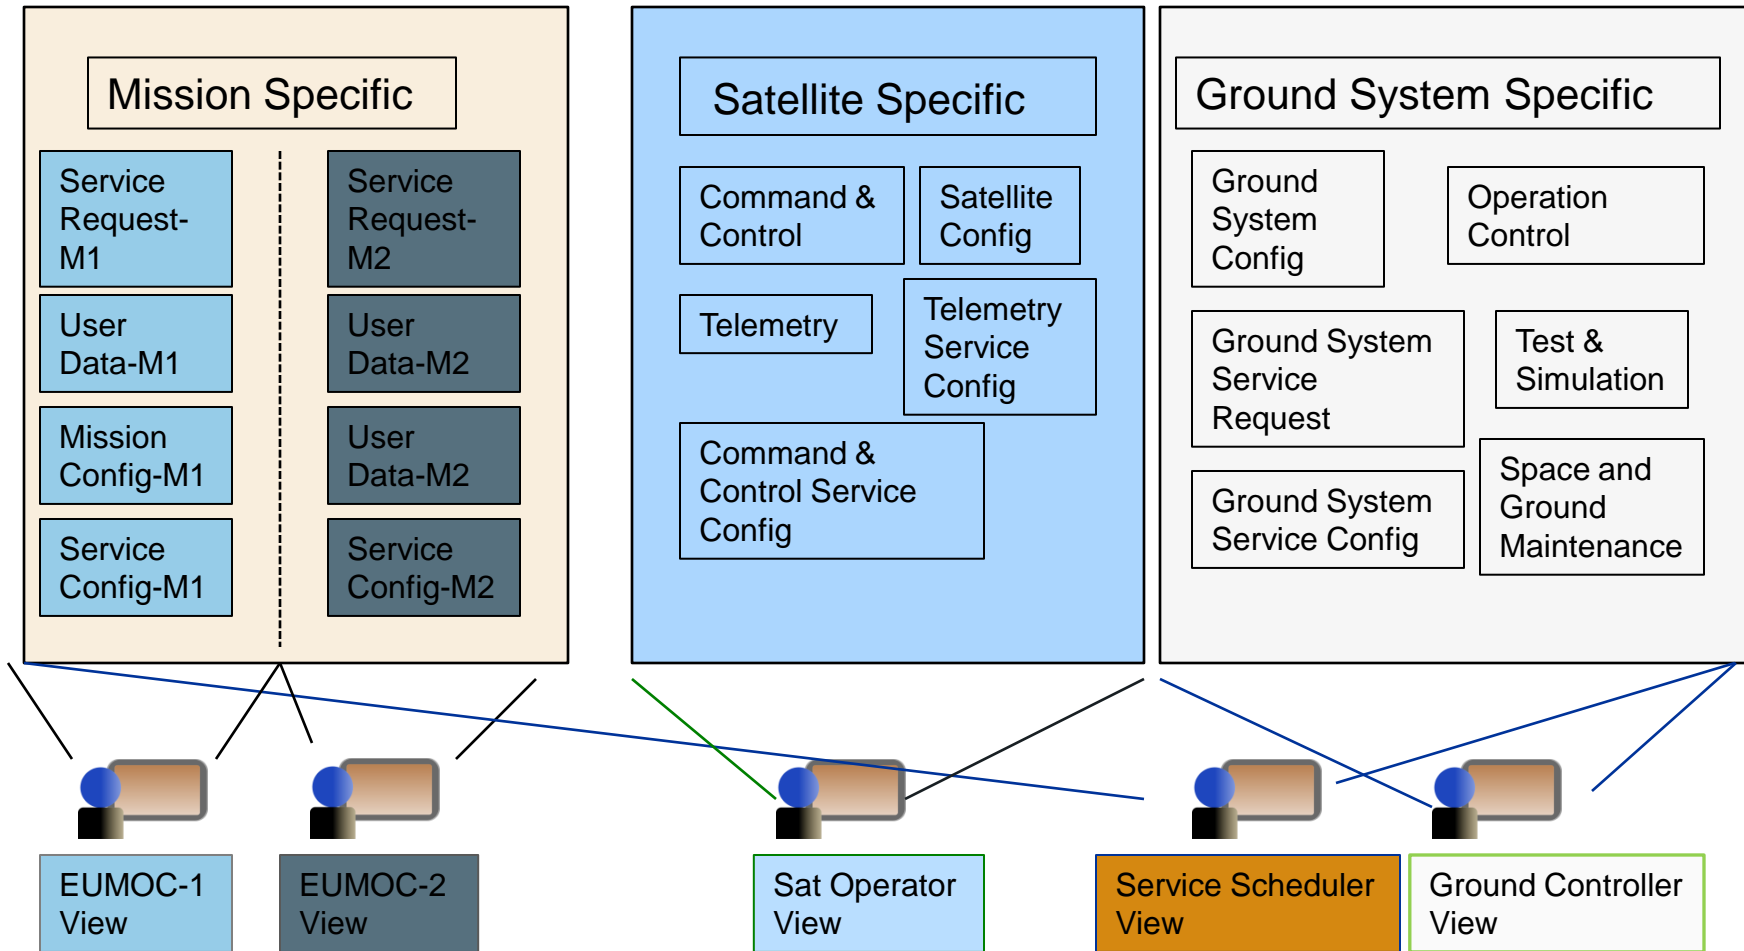 Mission Specific
Service
Request-
M1
User
Data-M1
Mission
Config-M1
Service
Config-M1
Service
Request-
M2
User
Data-M2
User
Data-M2
Service
Config-M2
Satellite Specific
Command &
Control
Satellite
Config
Telemetry
Telemetry
Service
Config
Command &
Control Service
Config
Ground System Specific
Ground
System
Config
Operation
Control
Ground System
Service
Request
Test &
Simulation
Ground System
Service Config
Space and
Ground
Maintenance
EUMOC-1
View
EUMOC-2
View
Sat Operator
View
Service Scheduler
View
Ground Controller
View